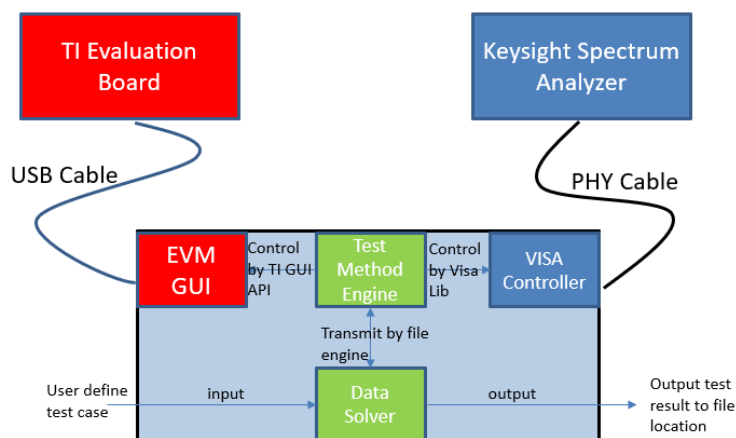 TI Evaluation
Board
Keysight Spectrum
Analyzer
USB Cable
PHY Cable
EVM
GUI
Control
by TI GUI
API
Test
Method
Engine
Control
by Visa
Lib
VISA
Controller
Transmit by file
engine
User define
test case
input
Data
Solver
output
Output test
result to file
location